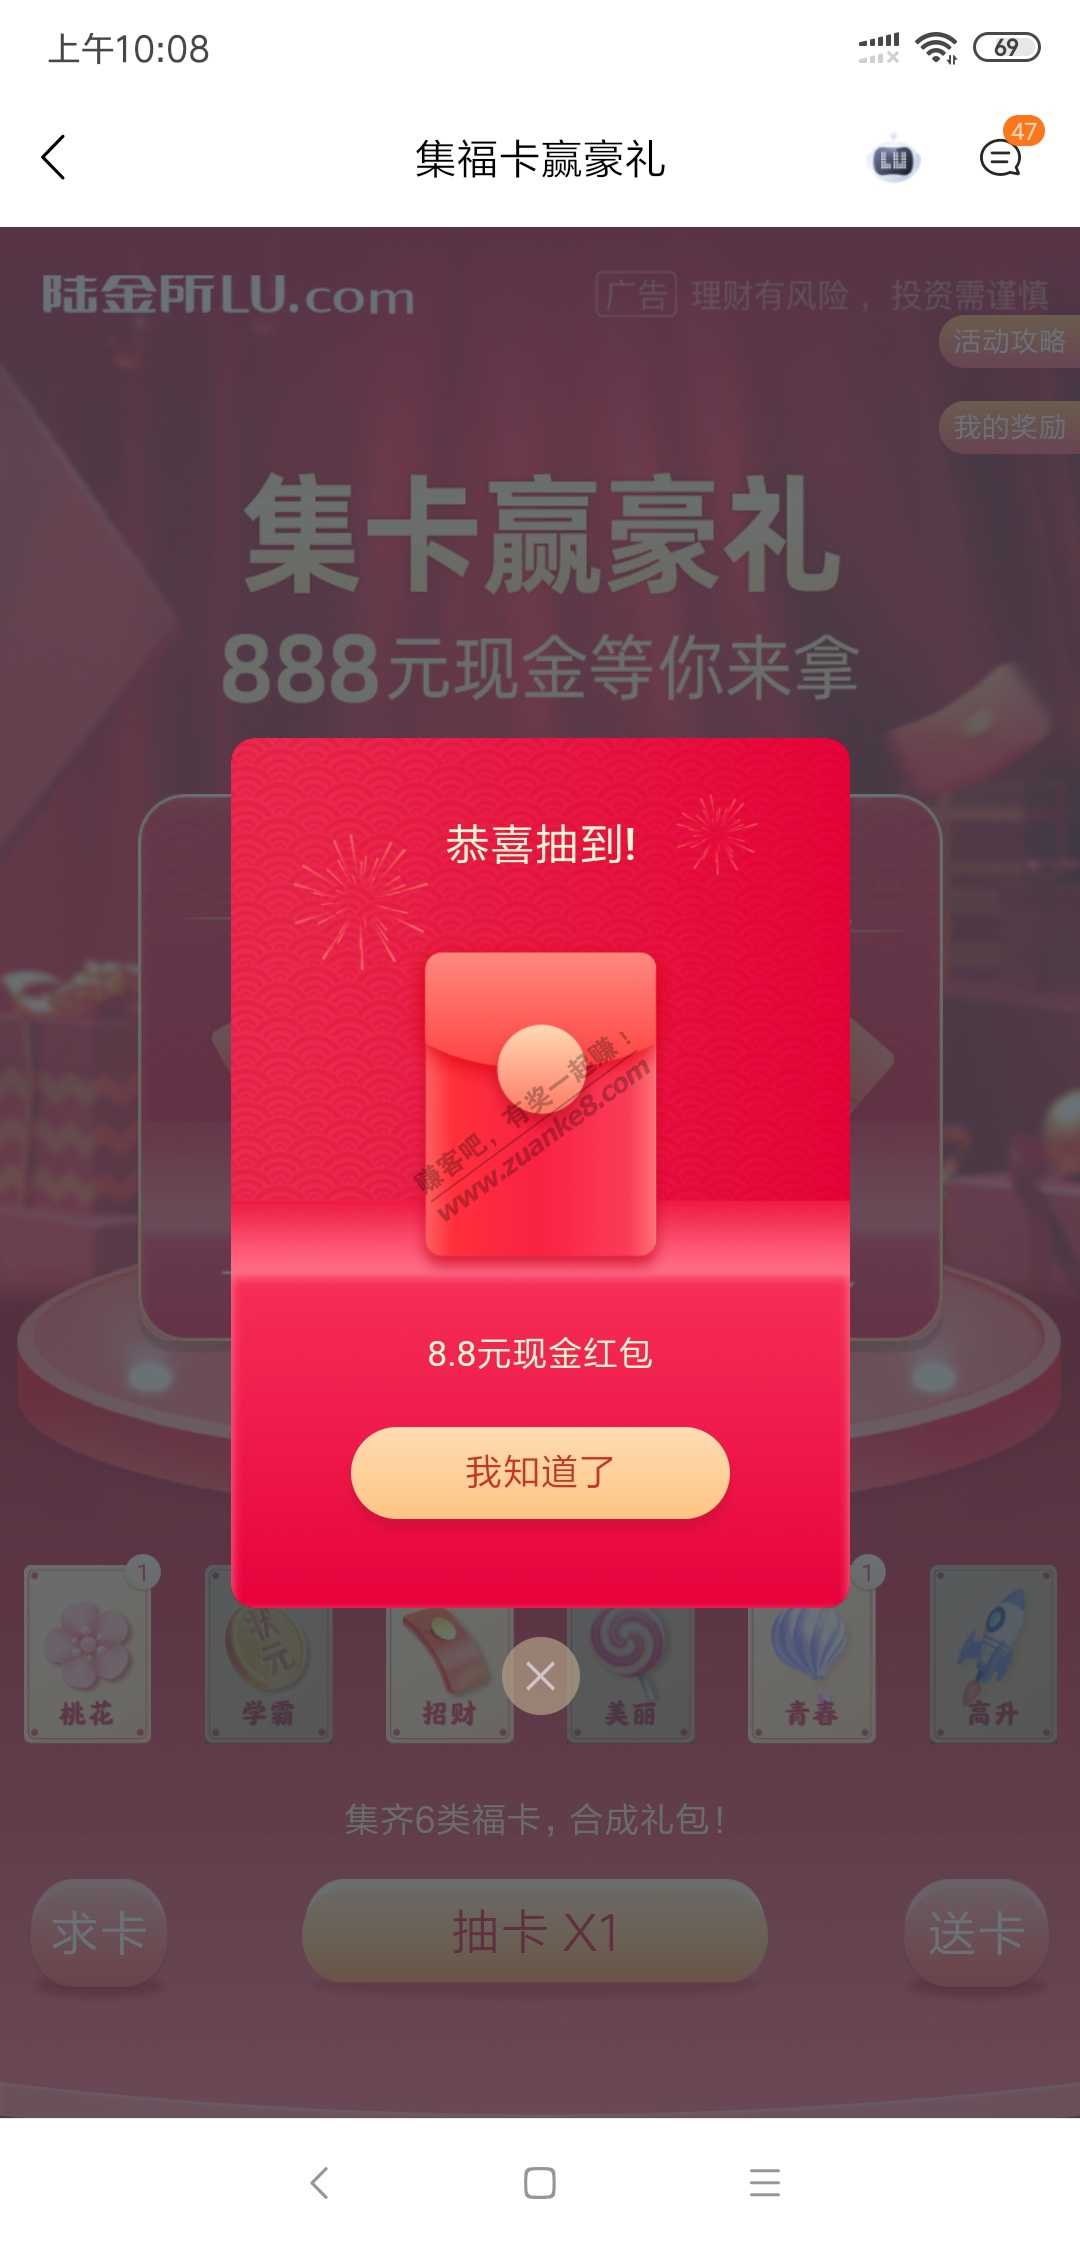 上午10:08
69
集福卡赢豪礼
LU
47
陆金所LU.com
广告 理财有风险，投资需谨慎
活动攻略
我的奖励
集卡赢豪礼
888元现金等你来拿
恭喜抽到!
赚客吧，有奖一起赚！
www.zuanke8.com
8.8元现金红包
我知道了
1
1
状元
桃花
学霸
招财
美丽
青春
高升
集齐6类福卡，合成礼包！
求卡
抽卡 X1
送卡